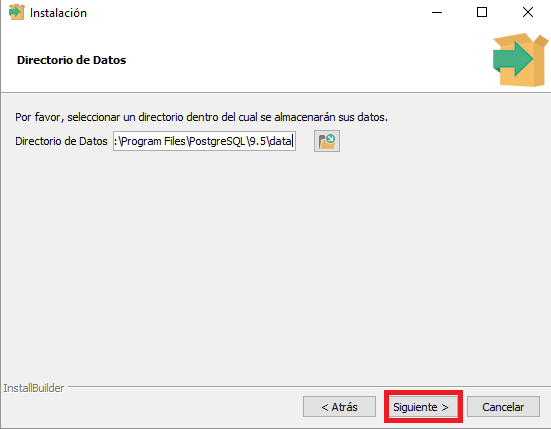 Instalación
Directorio de Datos
Por favor, seleccionar un directorio dentro del cual se almacenarán sus datos.
Directorio de Datos :\Program Files\PostgreSQL\9.5\data
InstallBuilder
< Atrás Siguiente > Cancelar